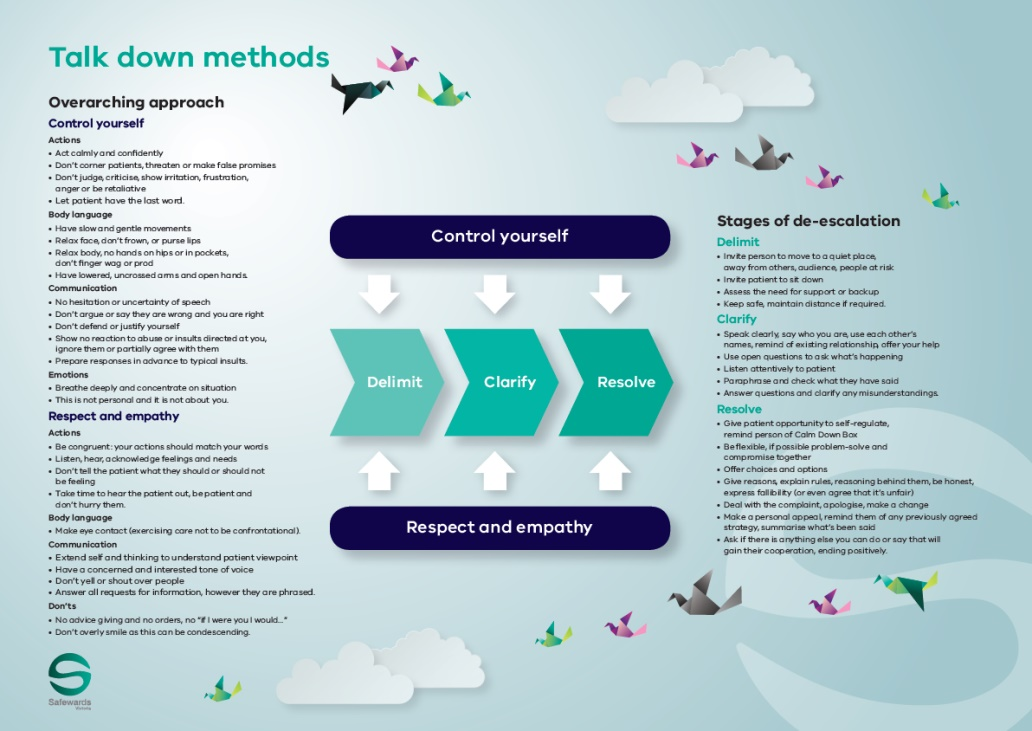 Talk down methods
Overarching approach
Control yourself
Actions
• Act calmly and confidently
• Don't corner patients, threaten or make false promises
• Don't judge, criticise, show irritation, frustration,
anger or be retaliative
• Let patient have the last word.
Body language
• Have slow and gentle movements
• Relax face, don't frown, or purse lips
• Relax body, no hands on hips or in pockets,
don't finger wag or prod
• Have lowered, uncrossed arms and open hands.
Communication
• No hesitation or uncertainty of speech
• Don't argue or say they are wrong and you are right
• Don't defend or justify yourself
• Show no reaction to abuse or insults directed at you,
ignore them or partially agree with them
• Prepare responses in advance to typical insults.
Emotions
• Breathe deeply and concentrate on situation
• This is not personal and it is not about you.
Respect and empathy
Actions
• Be congruent: your actions should match your words
• Listen, hear, acknowledge feelings and needs
• Don't tell the patient what they should or should not
be feeling
• Take time to hear the patient out, be patient and
don't hurry them.
Body language
• Make eye contact (exercising care not to be confrontational).
Communication
• Extend self and thinking to understand patient viewpoint
• Have a concerned and interested tone of voice
• Don't yell or shout over people
• Answer all requests for information, however they are phrased.
Don'ts
• No advice giving and no orders, no "if I were you I would..."
• Don't overly smile as this can be condescending.
Safewards
Control yourself
Delimit
Clarify
Resolve
Respect and empathy
Stages of de-escalation
Delimit
• Invite person to move to a quiet place,
away from others, audience, people at risk
• Invite patient to sit down
• Assess the need for support or backup
• Keep safe, maintain distance if required.
Clarify
• Speak clearly, say who you are, use each other's
names, remind of existing relationship, offer your help
• Use open questions to ask what's happening
• Listen attentively to patient
• Paraphrase and check what they have said
• Answer questions and clarify any misunderstandings.
Resolve
• Give patient opportunity to self-regulate,
remind person of Calm Down Box
• Be flexible, if possible problem-solve and
compromise together
• Offer choices and options
• Give reasons, explain rules, reasoning behind them, be honest,
express fallibility (or even agree that it's unfair)
• Deal with the complaint, apologise, make a change
• Make a personal appeal, remind them of any previously agreed
strategy, summarise what's been said
• Ask if there is anything else you can do or say that will
gain their cooperation, ending positively.